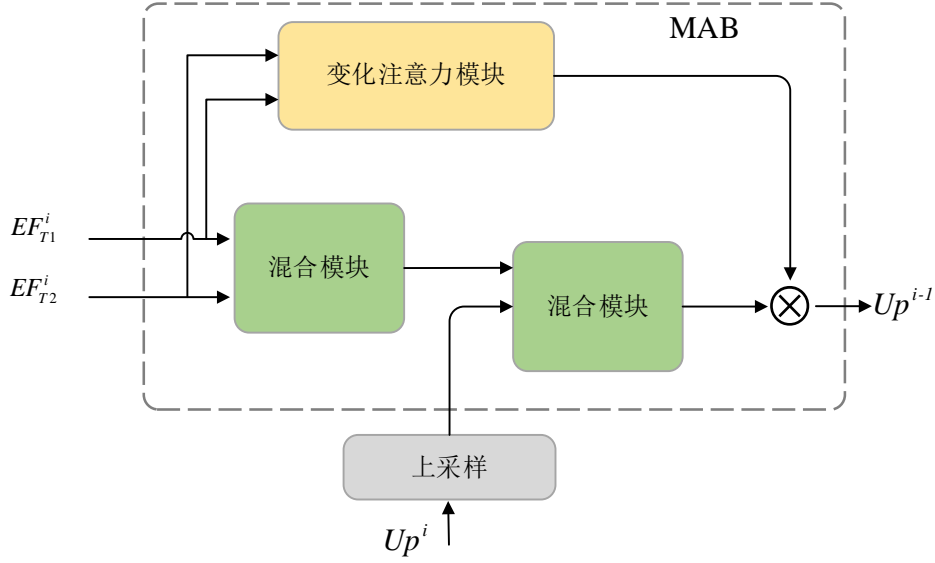 MAB
变化注意力模块
EF_{T1}^{i}
混合模块
EF_{T2}^{i}
混合模块
Up^{i-1}
上采样
Up^{i}